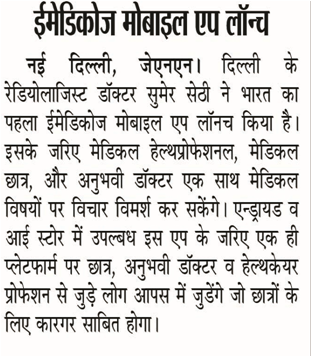 ईमेडिकोज मोबाइल एप लॉन्च
नई दिल्ली, जेएनएन। दिल्ली के
रेडियोलाजिस्ट डॉक्टर सुमेर सेठी ने भारत का
पहला ईमेडिकोज मोबाइल एप लॉनच किया है।
इसके जरिए मेडिकल हेल्थप्रोफेशनल, मेडिकल
छात्र, और अनुभवी डॉक्टर एक साथ मेडिकल
विषयों पर विचार विमर्श कर सकेंगे। एन्ड्रायड व
आई स्टोर में उपलब्ध इस एप के जरिए एक ही
प्लेटफार्म पर छात्र, अनुभवी डॉक्टर व हेल्थकेयर
प्रोफेशन से जुड़े लोग आपस में जुडेंगे जो छात्रों के
लिए कारगर साबित होगा।